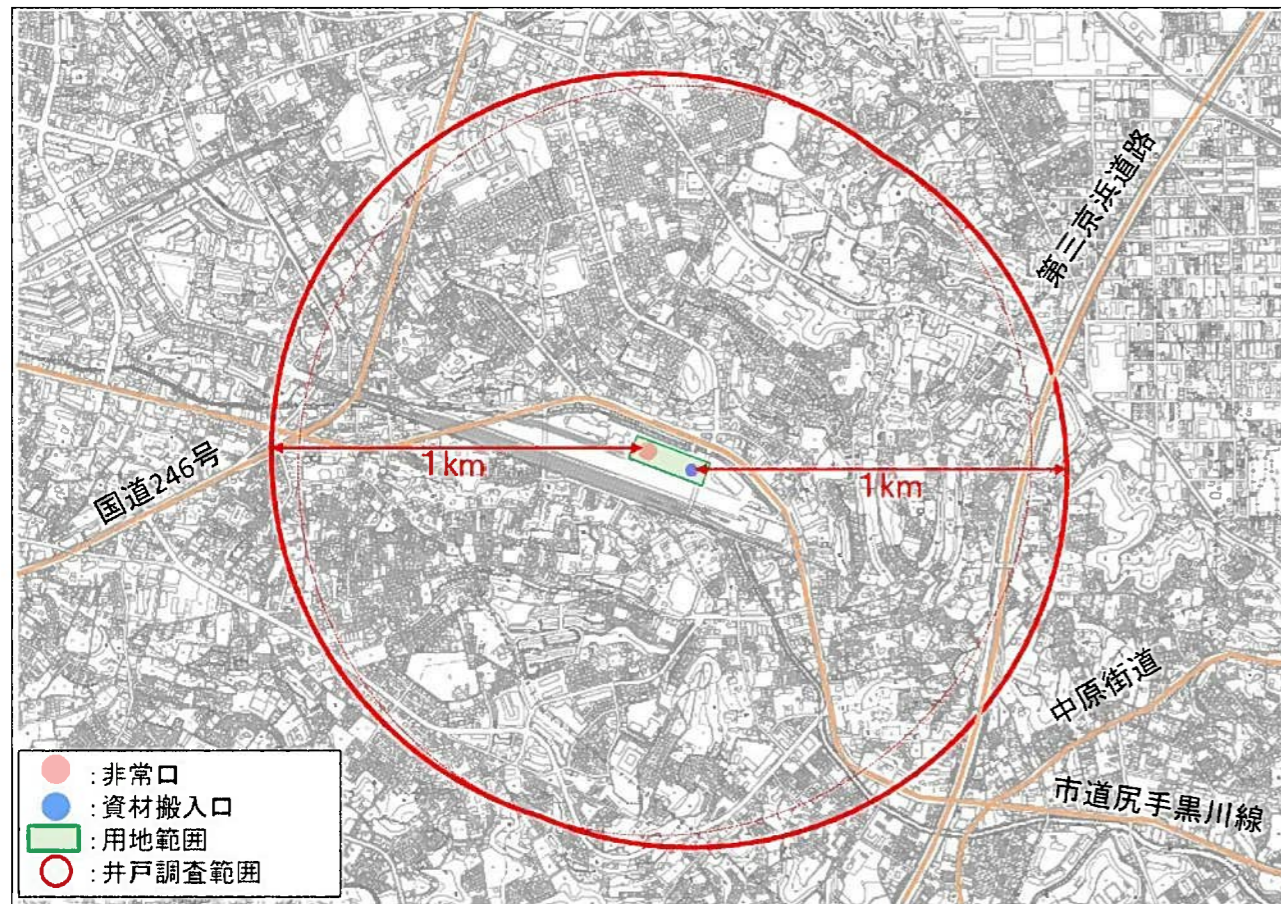 第三京浜道路
国道246号
1km
1km
中原街道
市道尻手黒川線
：非常口
：資材搬入口
：用地範囲
：井戸調査範囲